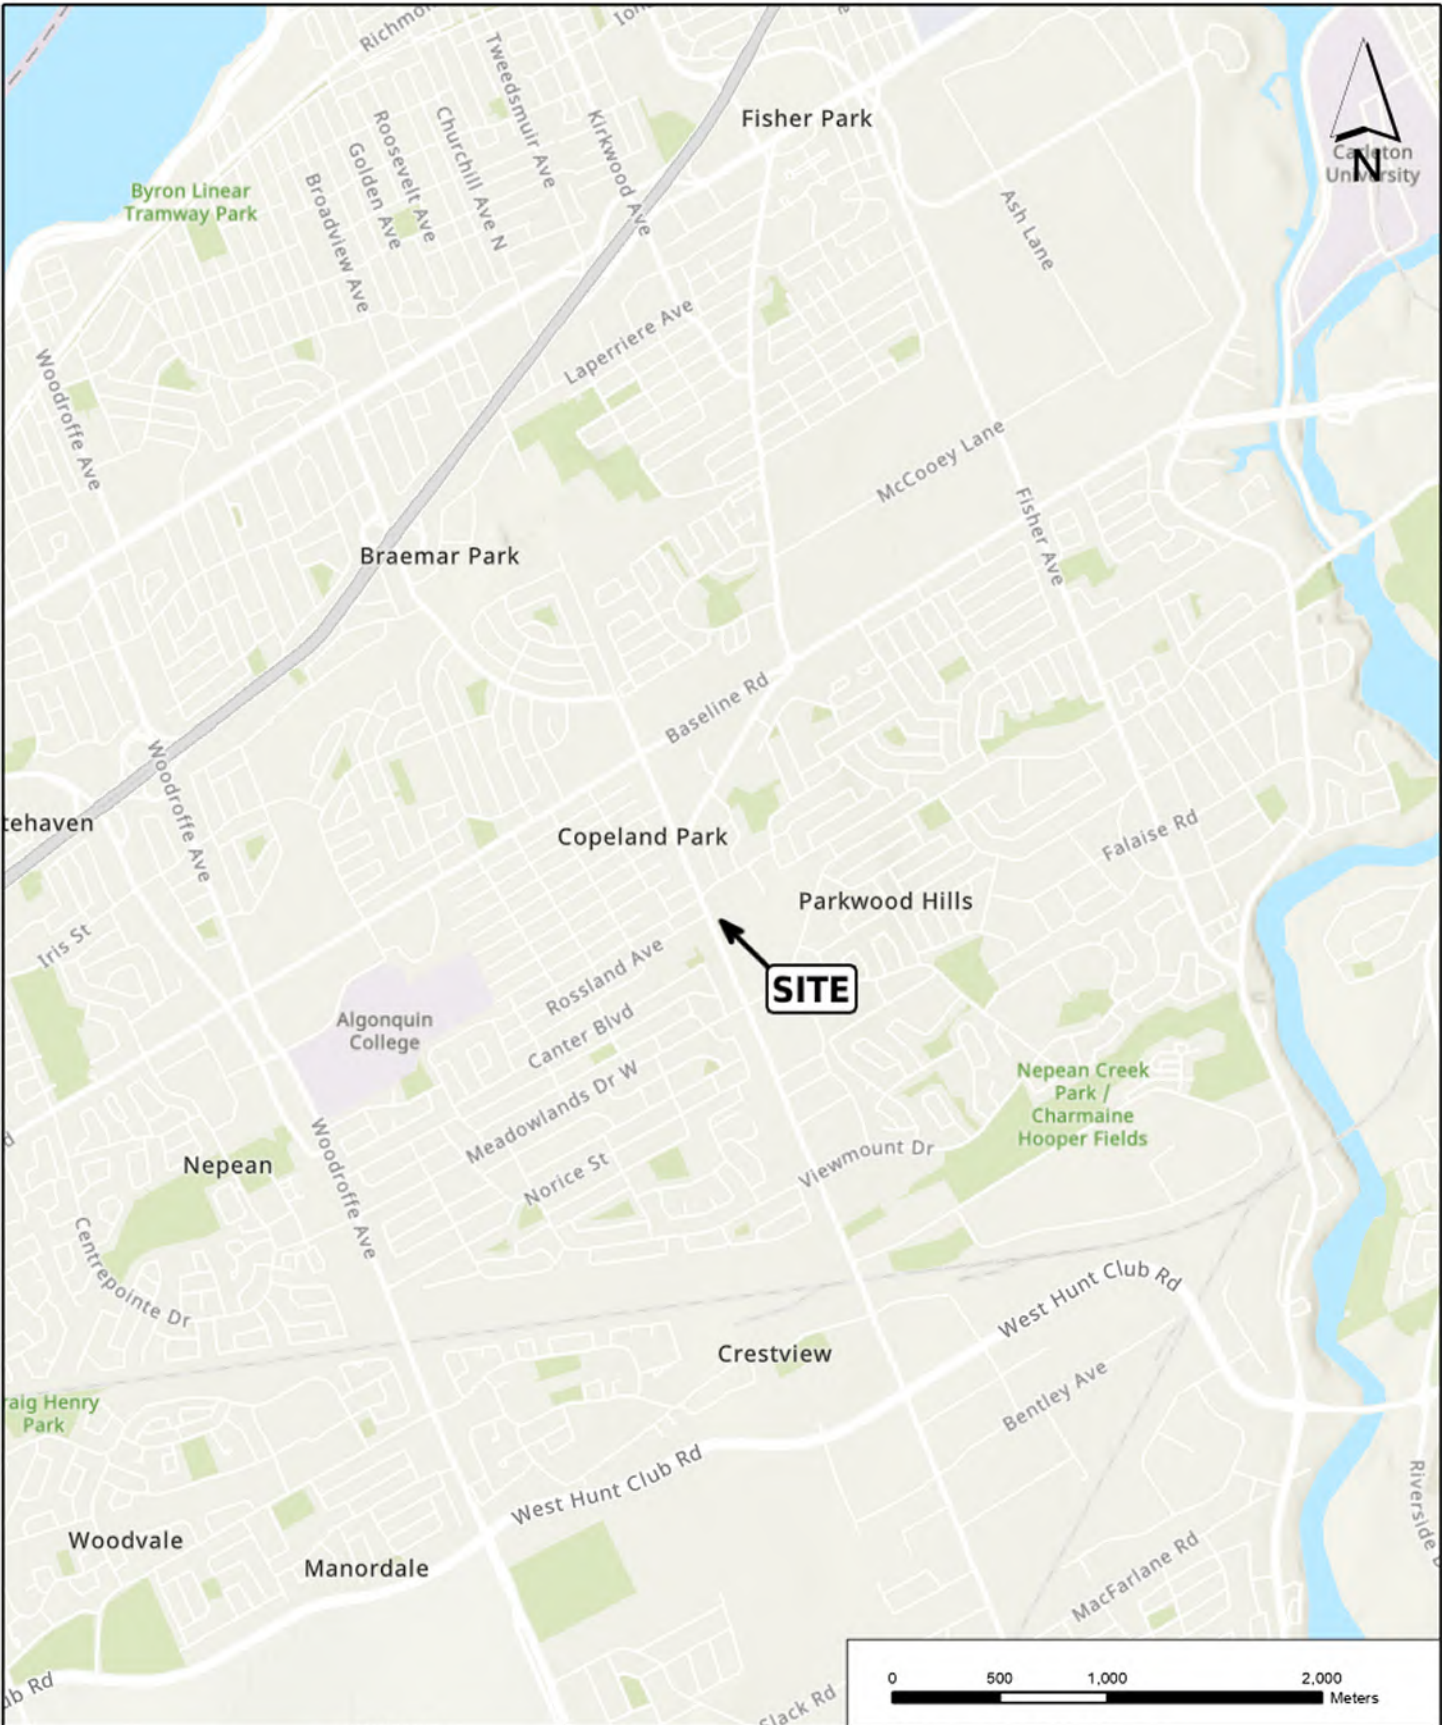 Richmo
Ion
Tweedsmuir Ave
Kirkwood Ave
Churchill Ave N
Roosevelt Ave
Golden Ave
Broadview Ave
Fisher Park
N
Carleton
University
Byron Linear
Tramway Park
Ash Lane
Laperriere Ave
Woodroffe Ave
McCooey Lane
Fisher Ave
Braemar Park
Baseline Rd
Woodroffe Ave
tehaven
Copeland Park
Falaise Rd
Parkwood Hills
Iris St
Rossland Ave
SITE
Algonquin
College
Canter Blvd
Meadowlands Dr W
Nepean Creek
Park /
Charmaine
Hooper Fields
Woodroffe Ave
Nepean
Norice St
Viewmount Dr
Centrepointe Dr
West Hunt Club Rd
Crestview
Bentley Ave
raig Henry
Park
West Hunt Club Rd
Riverside
Woodvale
Manordale
MacFarlane Rd
ub Rd
Slack Rd
0 500 1,000 2,000
Meters